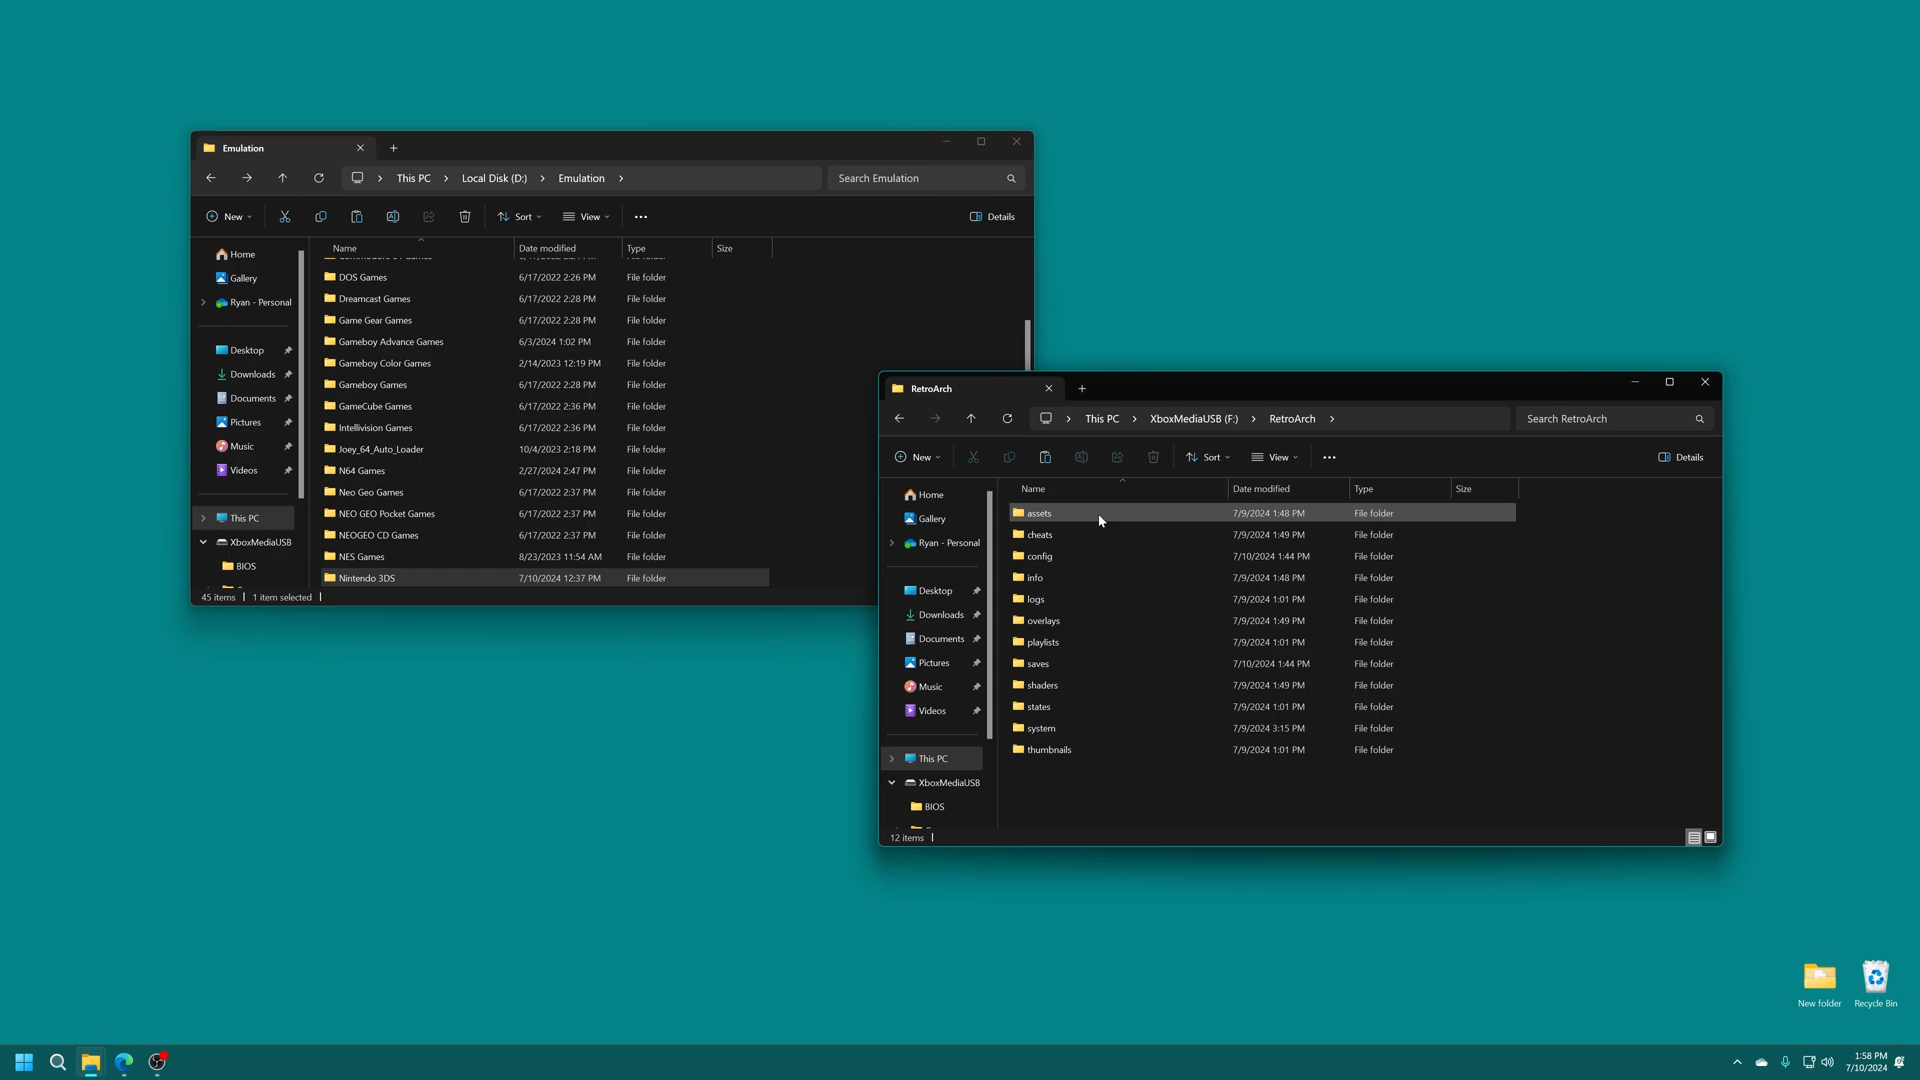 Emulation
This PC > Local Disk (D:) > Emulation >
Search Emulation
New
Sort
View
Details
Name
Date modified
Type
Size
Home
Gallery
Ryan - Personal
Desktop
Downloads
Documents
Pictures
Music
Videos
This PC
XboxMediaUSB
BIOS
DOS Games 6/17/2022 2:26 PM File folder
Dreamcast Games 6/17/2022 2:28 PM File folder
Game Gear Games 6/17/2022 2:28 PM File folder
Gameboy Advance Games 6/3/2024 1:02 PM File folder
Gameboy Color Games 2/14/2023 12:19 PM File folder
Gameboy Games 6/17/2022 2:28 PM File folder
GameCube Games 6/17/2022 2:36 PM File folder
Intellivision Games 6/17/2022 2:36 PM File folder
Joey_64_Auto_Loader 10/4/2023 2:18 PM File folder
N64 Games 2/27/2024 2:47 PM File folder
Neo Geo Games 6/17/2022 2:37 PM File folder
NEO GEO Pocket Games 6/17/2022 2:37 PM File folder
NEOGEO CD Games 6/17/2022 2:37 PM File folder
NES Games 8/23/2023 11:54 AM File folder
Nintendo 3DS 7/10/2024 12:37 PM File folder
45 items 1 item selected
RetroArch
This PC > XboxMediaUSB (F:) > RetroArch >
Search RetroArch
New
Sort
View
Details
Name
Date modified
Type
Size
Home
Gallery
Ryan - Personal
Desktop
Downloads
Documents
Pictures
Music
Videos
This PC
XboxMediaUSB
BIOS
assets 7/9/2024 1:48 PM File folder
cheats 7/9/2024 1:49 PM File folder
config 7/10/2024 1:44 PM File folder
info 7/9/2024 1:48 PM File folder
logs 7/9/2024 1:01 PM File folder
overlays 7/9/2024 1:49 PM File folder
playlists 7/9/2024 1:01 PM File folder
saves 7/10/2024 1:44 PM File folder
shaders 7/9/2024 1:49 PM File folder
states 7/9/2024 1:01 PM File folder
system 7/9/2024 3:15 PM File folder
thumbnails 7/9/2024 1:01 PM File folder
12 items
New folder
Recycle Bin
1:58 PM
7/10/2024